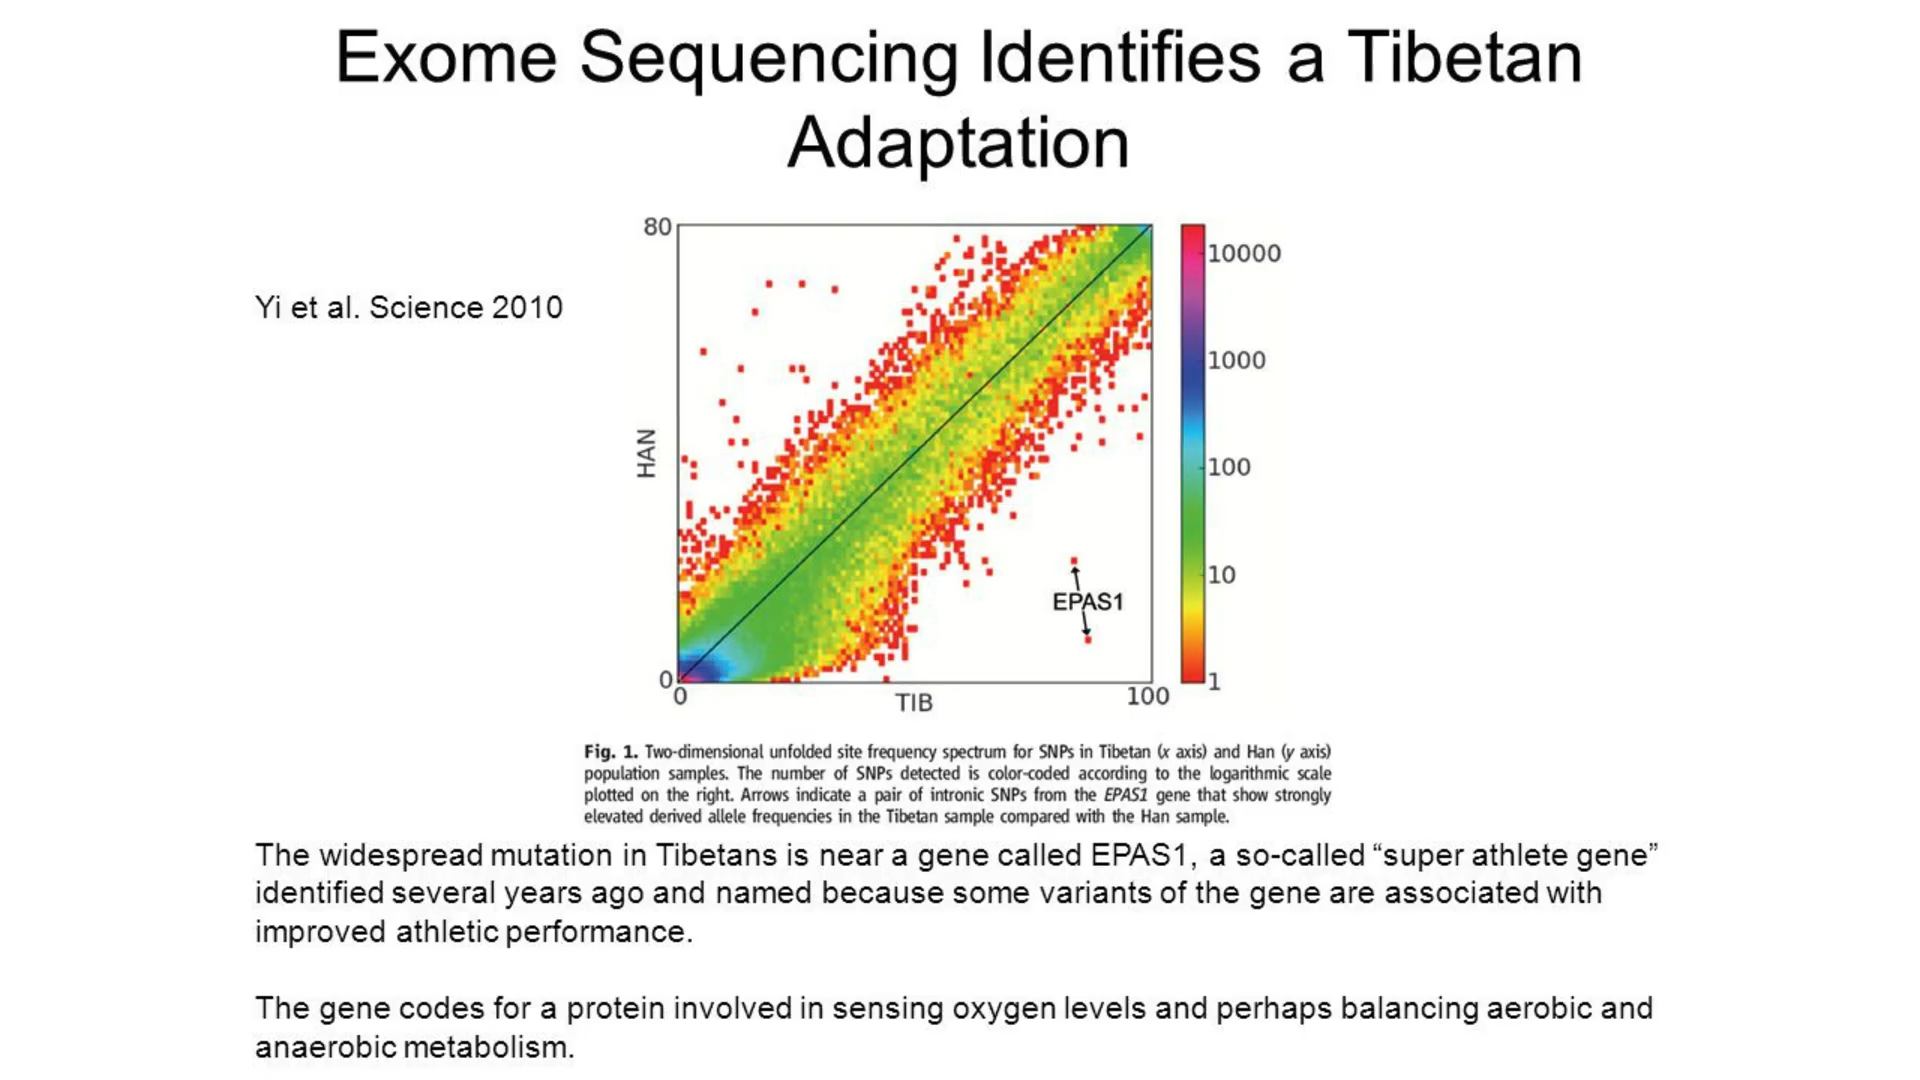 Exome Sequencing Identifies a Tibetan
Adaptation
Yi et al. Science 2010
80
HAN
0
0
TIB
100
EPAS1
10000
1000
100
10
1
Fig. 1. Two-dimensional unfolded site frequency spectrum for SNPs in Tibetan (x axis) and Han (y axis)
population samples. The number of SNPs detected is color-coded according to the logarithmic scale
plotted on the right. Arrows indicate a pair of intronic SNPs from the EPAS1 gene that show strongly
elevated derived allele frequencies in the Tibetan sample compared with the Han sample.
The widespread mutation in Tibetans is near a gene called EPAS1, a so-called “super athlete gene”
identified several years ago and named because some variants of the gene are associated with
improved athletic performance.
The gene codes for a protein involved in sensing oxygen levels and perhaps balancing aerobic and
anaerobic metabolism.